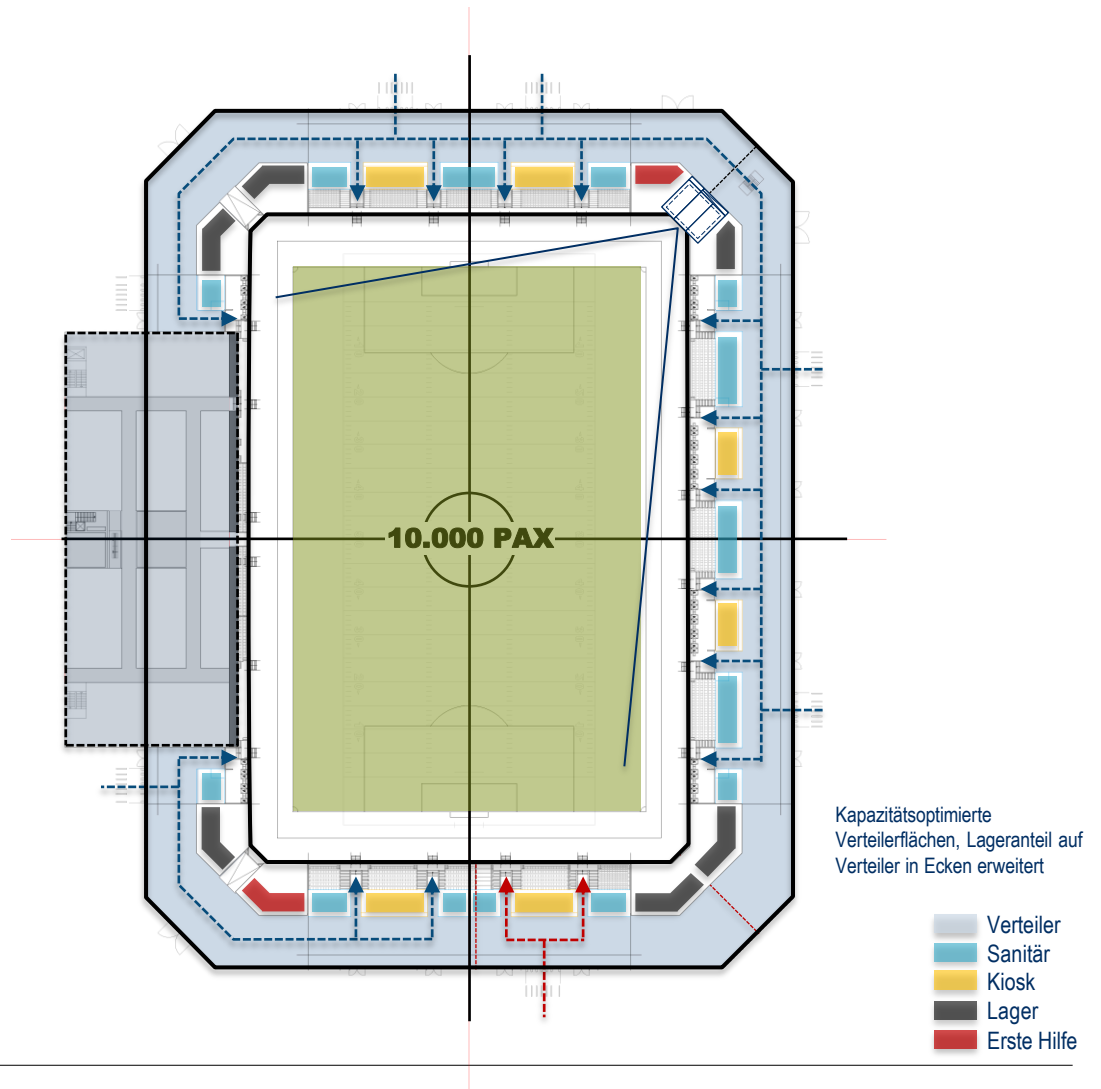 10.000 PAX
Kapazitätsoptimierte
Verteilerflächen, Lageranteil auf
Verteiler in Ecken erweitert
Verteiler
Sanitär
Kiosk
Lager
Erste Hilfe